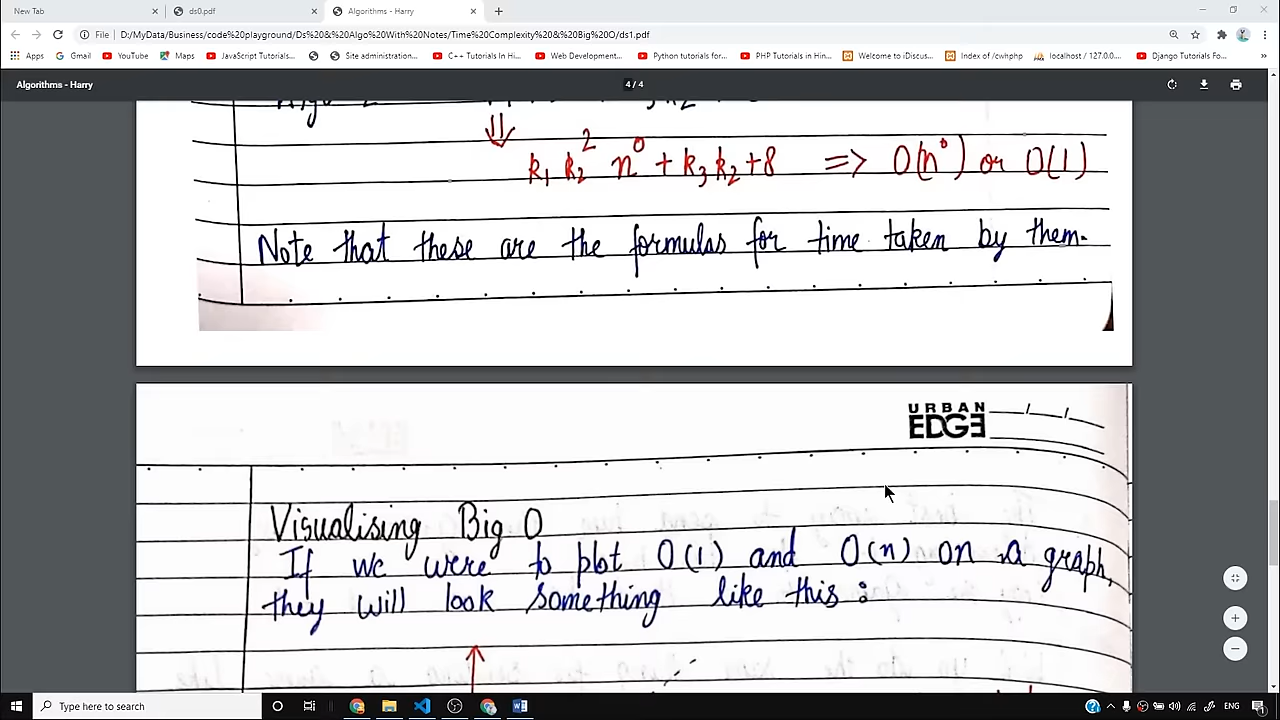 New Tab
ds0.pdf
Algorithms - Harry
File | D:/MyData/Business/code%20playground/Ds%20&%20Algo%20With%20Notes/Time%20Complexity%20&%20Big%20O/ds1.pdf
Apps Gmail YouTube Maps JavaScript Tutorials... Site administration... C++ Tutorials In Hi... Web Development... Python tutorials for... PHP Tutorials in Hin... Welcome to iDiscus... Index of /cwhphp localhost / 127.0.0... Django Tutorials Fo...
Algorithms - Harry
4 / 4
k₁ k₂² n⁰ + k₃ k₂ + 8 => O(n⁰) or O(1)
Note that these are the formulas for time taken by them.
URBAN
EDGE
Visualising Big O
If we were to plot O(1) and O(n) on a graph,
they will look something like this :
Type here to search
ENG